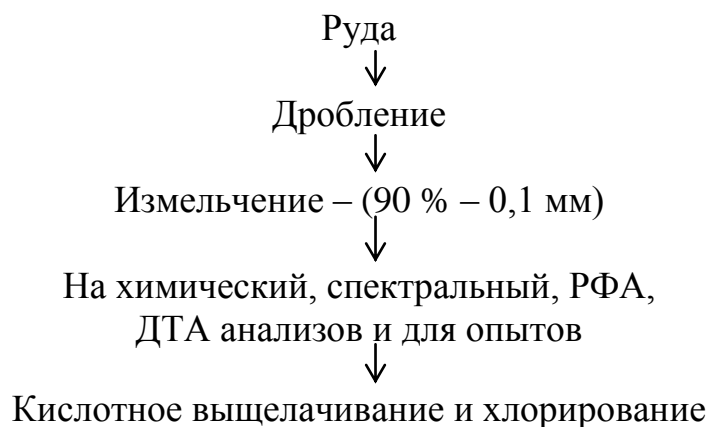 Руда
Дробление
Измельчение – (90 % – 0,1 мм)
На химический, спектральный, РФА,
ДТА анализов и для опытов
Кислотное выщелачивание и хлорирование